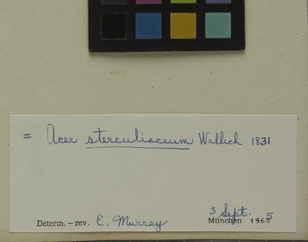 = Acer sterculiaceum Wallich 1831
3 Sept. 5
Determ. – rev. E. Murray München 1963